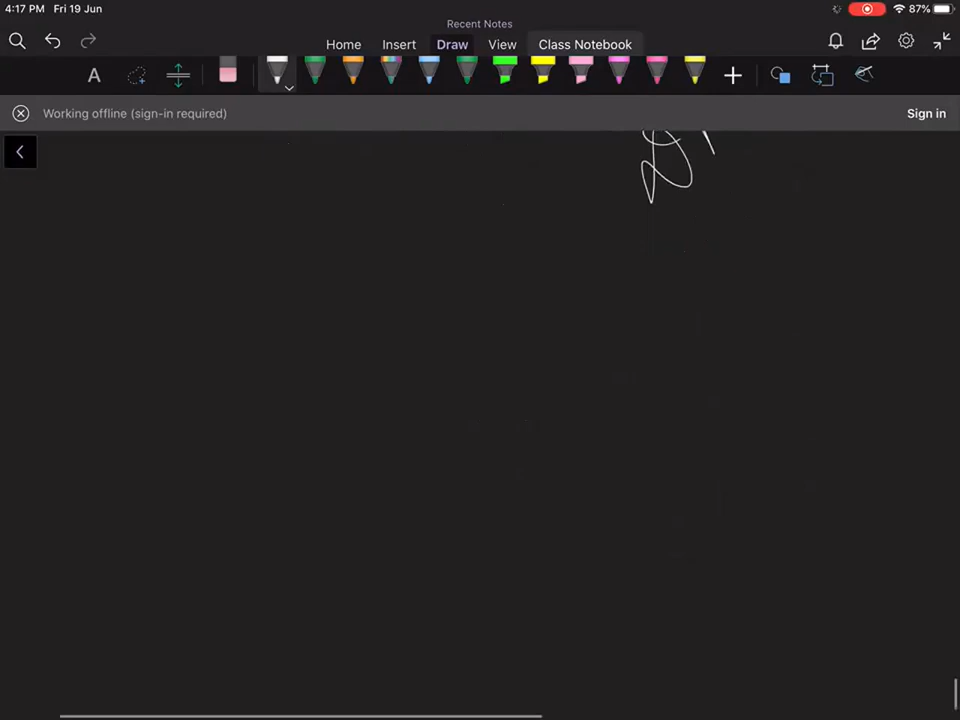 4:17 PM Fri 19 Jun
87%
Recent Notes
Home Insert Draw View Class Notebook
A
Working offline (sign-in required)
Sign in